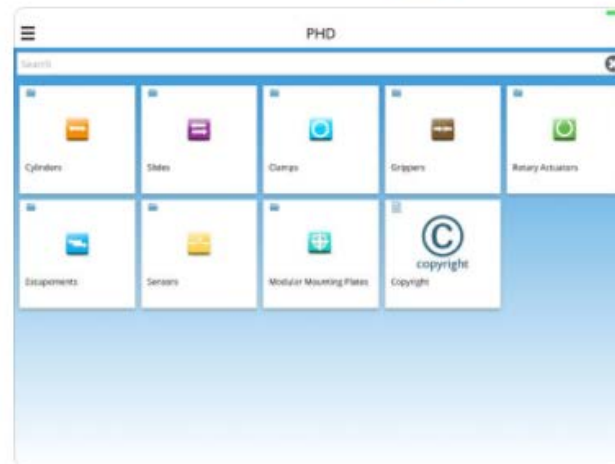 PHD
Search
Cylinders
Slides
Clamps
Grippers
Rotary Actuators
Escapements
Sensors
Modular Mounting Plates
©
copyright
Copyright